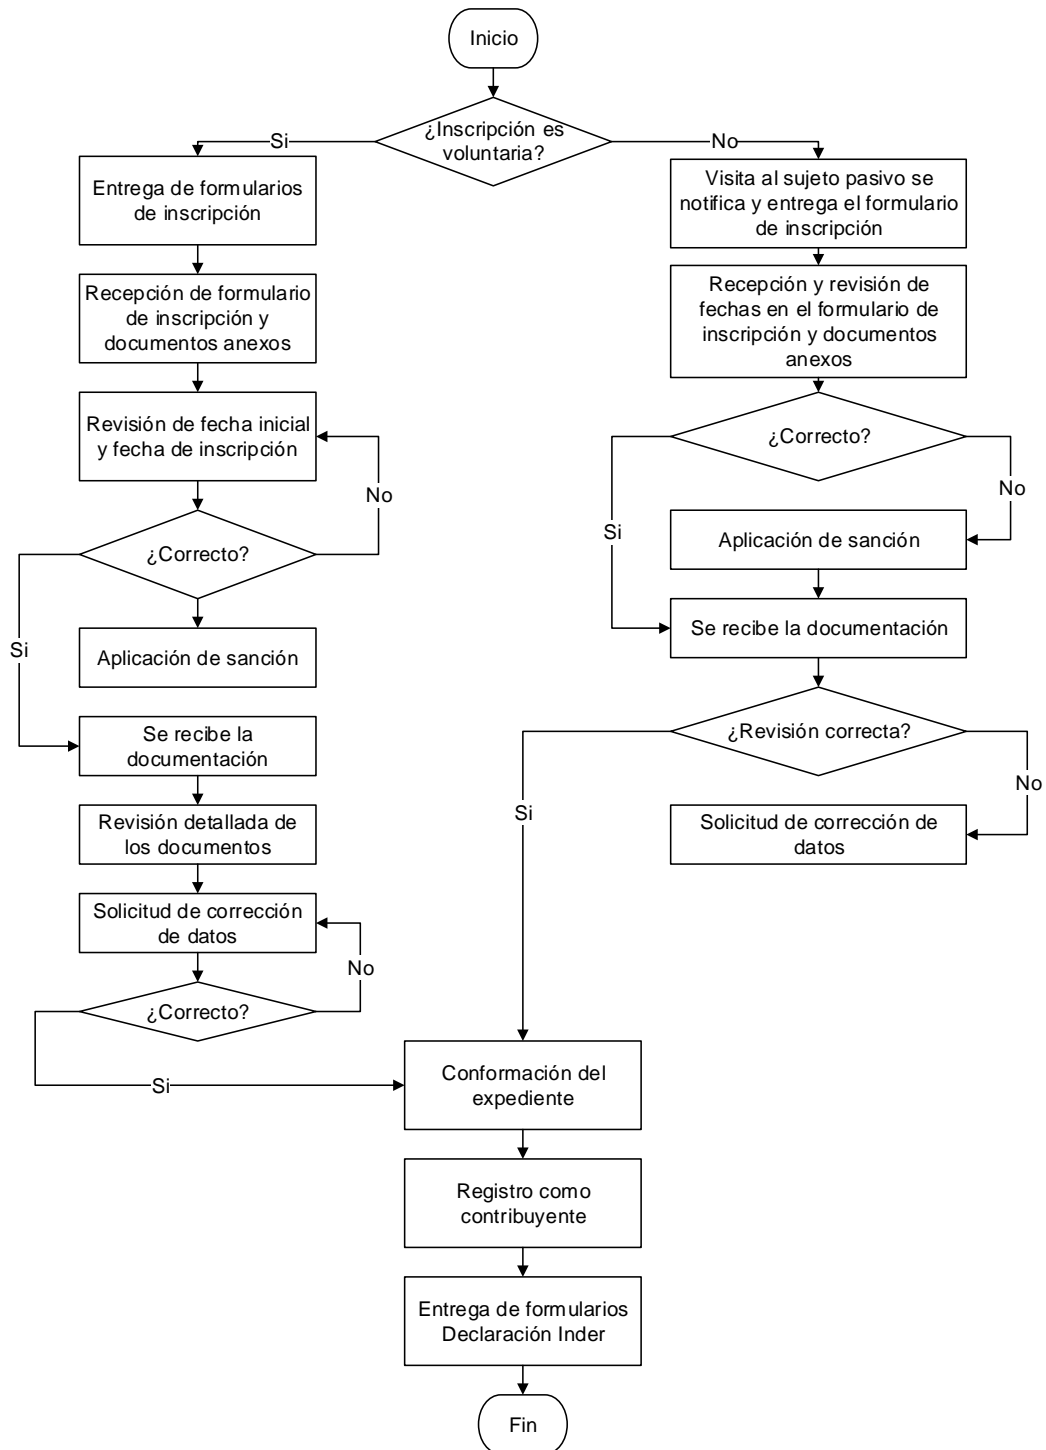 Inicio
¿Inscripción es
voluntaria?
Si
No
Entrega de formularios
de inscripción
Recepción de formulario
de inscripción y
documentos anexos
Revisión de fecha inicial
y fecha de inscripción
No
¿Correcto?
Si
Aplicación de sanción
Se recibe la
documentación
Revisión detallada de
los documentos
Solicitud de corrección
de datos
No
¿Correcto?
Si
Visita al sujeto pasivo se
notifica y entrega el formulario
de inscripción
Recepción y revisión de
fechas en el formulario de
inscripción y documentos
anexos
¿Correcto?
No
Si
Aplicación de sanción
Se recibe la documentación
¿Revisión correcta?
No
Si
Solicitud de corrección de
datos
Conformación del
expediente
Registro como
contribuyente
Entrega de formularios
Declaración Inder
Fin